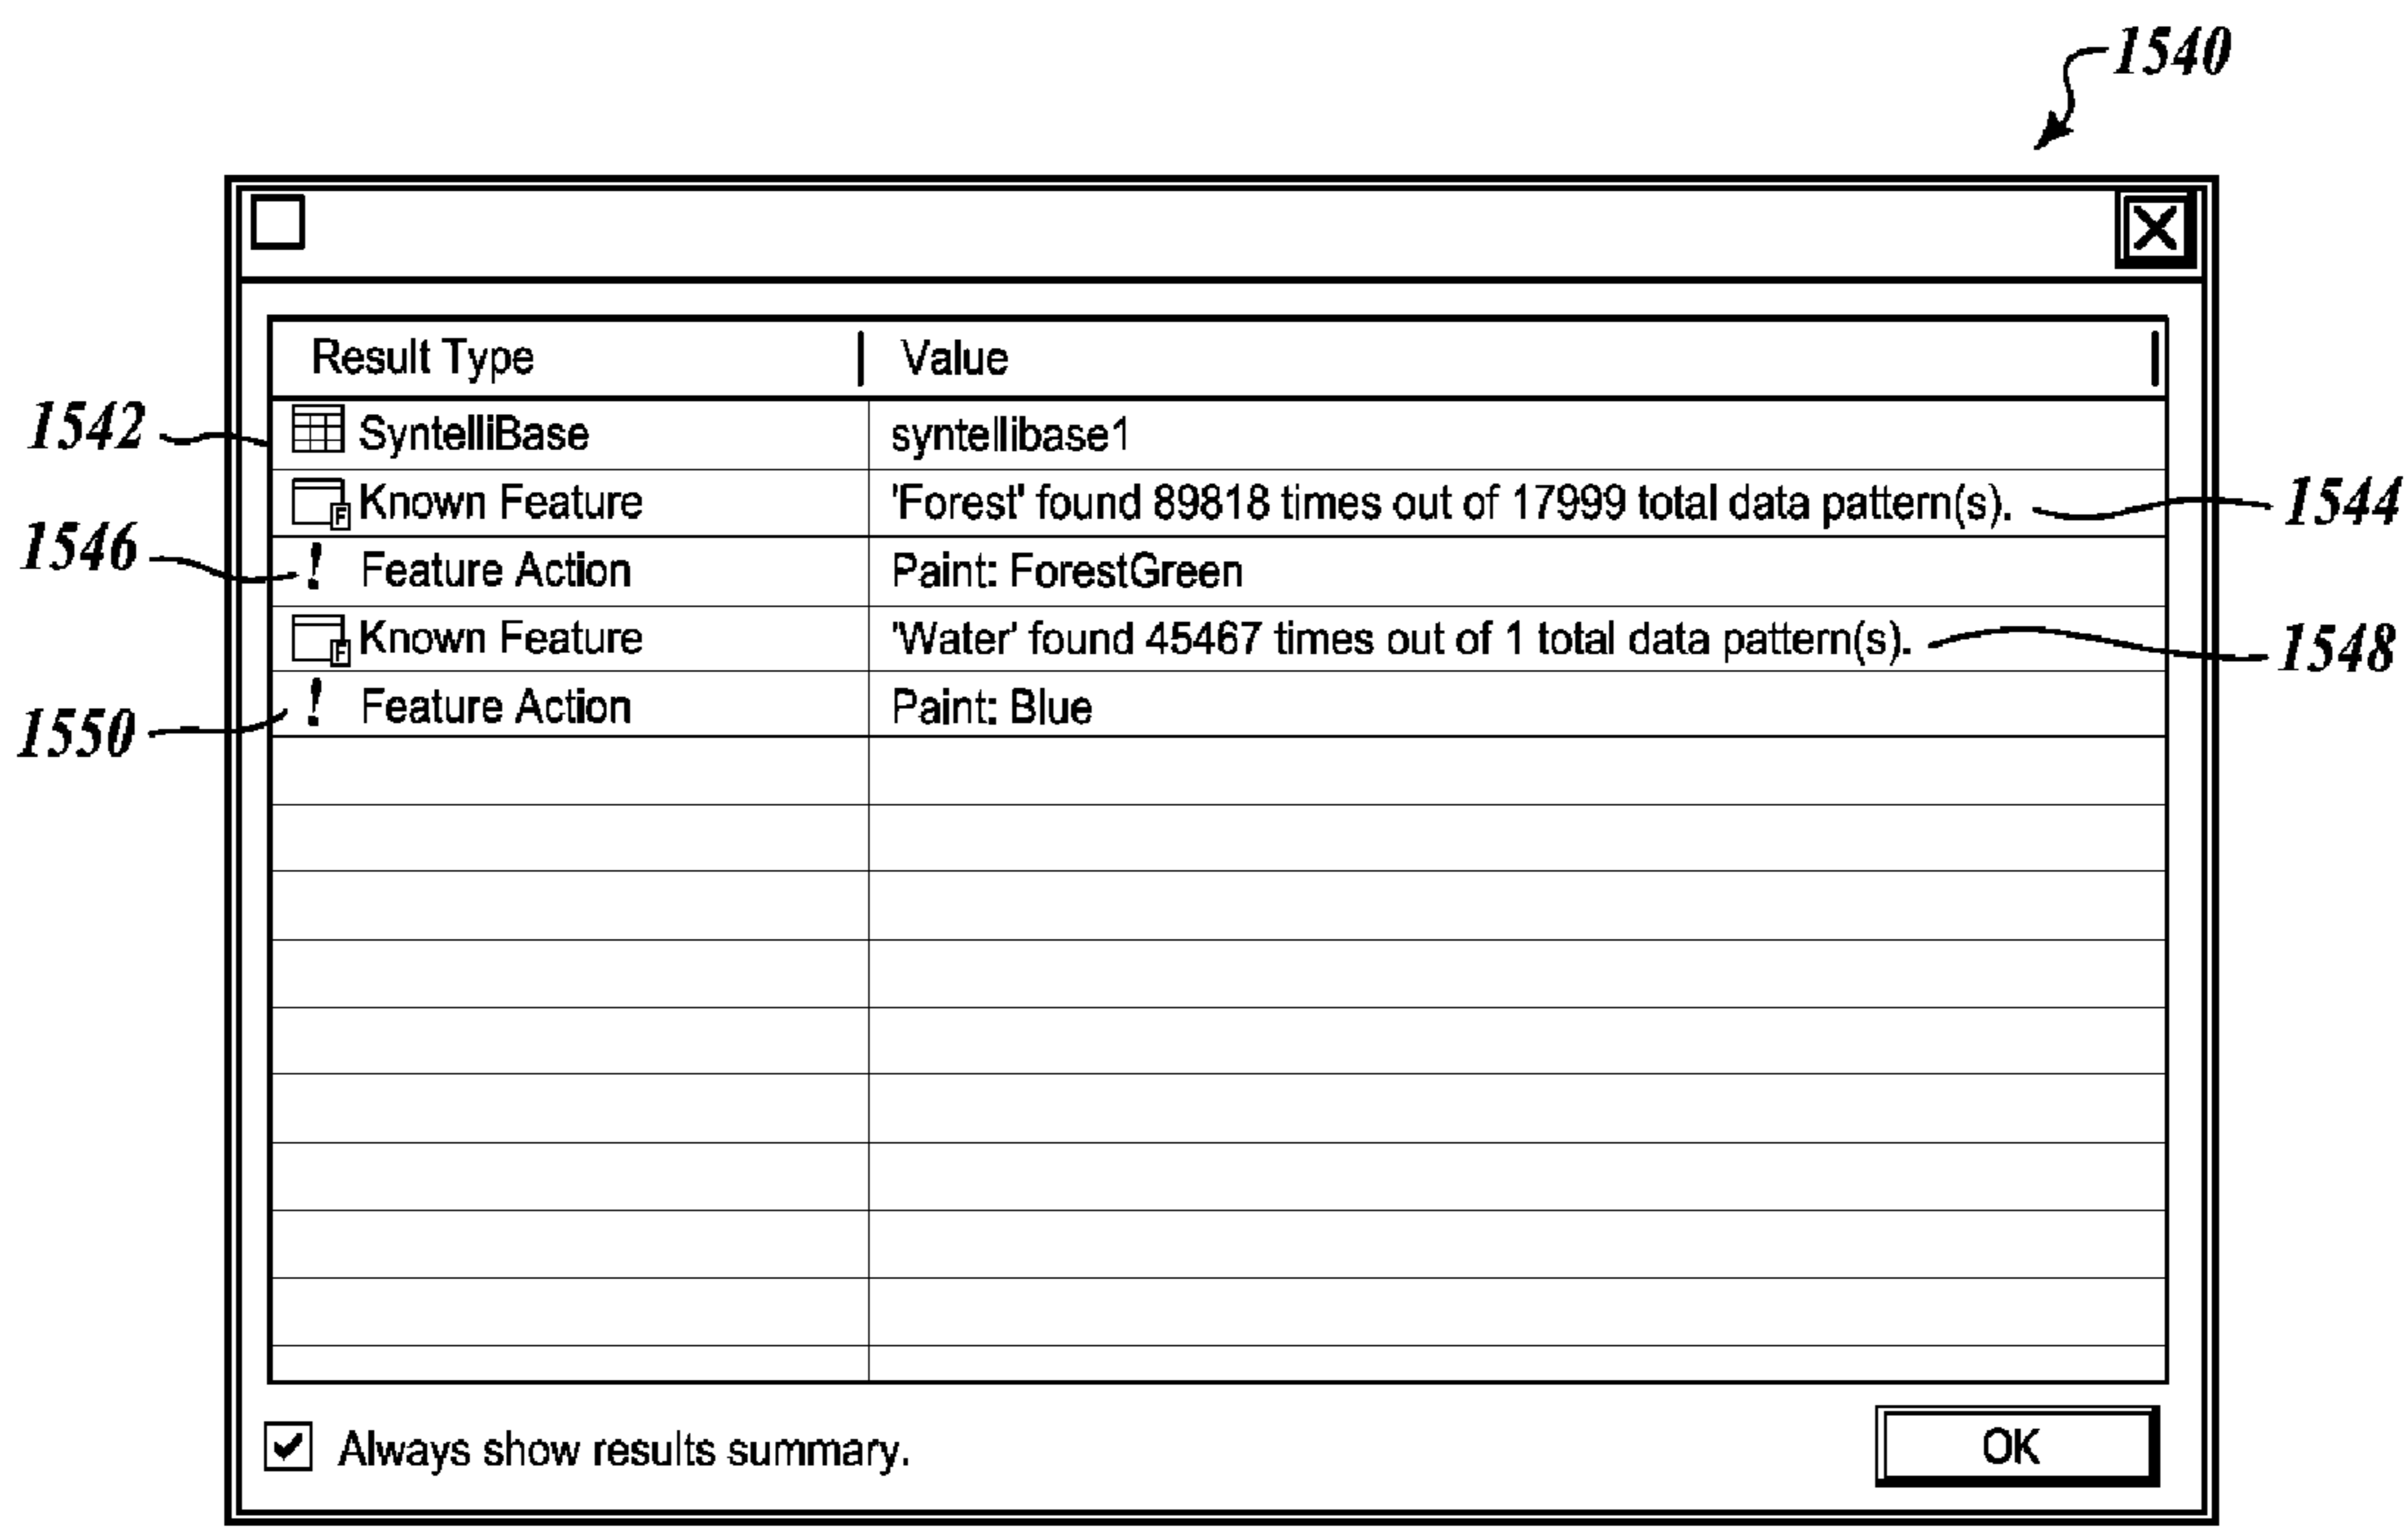 1540
Result Type Value
1542 SyntelliBase syntellibase1
Known Feature 'Forest' found 89818 times out of 17999 total data pattern(s). 1544
1546 ! Feature Action Paint: ForestGreen
Known Feature 'Water' found 45467 times out of 1 total data pattern(s). 1548
1550 ! Feature Action Paint: Blue
Always show results summary. OK